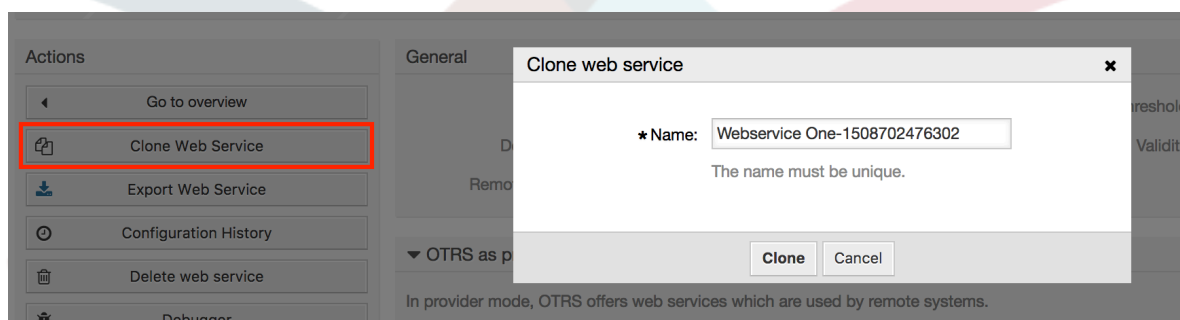 Actions
Go to overview
Clone Web Service
Export Web Service
Configuration History
Delete web service
Debugger
General
Clone web service
* Name: Webservice One-1508702476302
The name must be unique.
Clone Cancel
OTRS as p
In provider mode, OTRS offers web services which are used by remote systems.